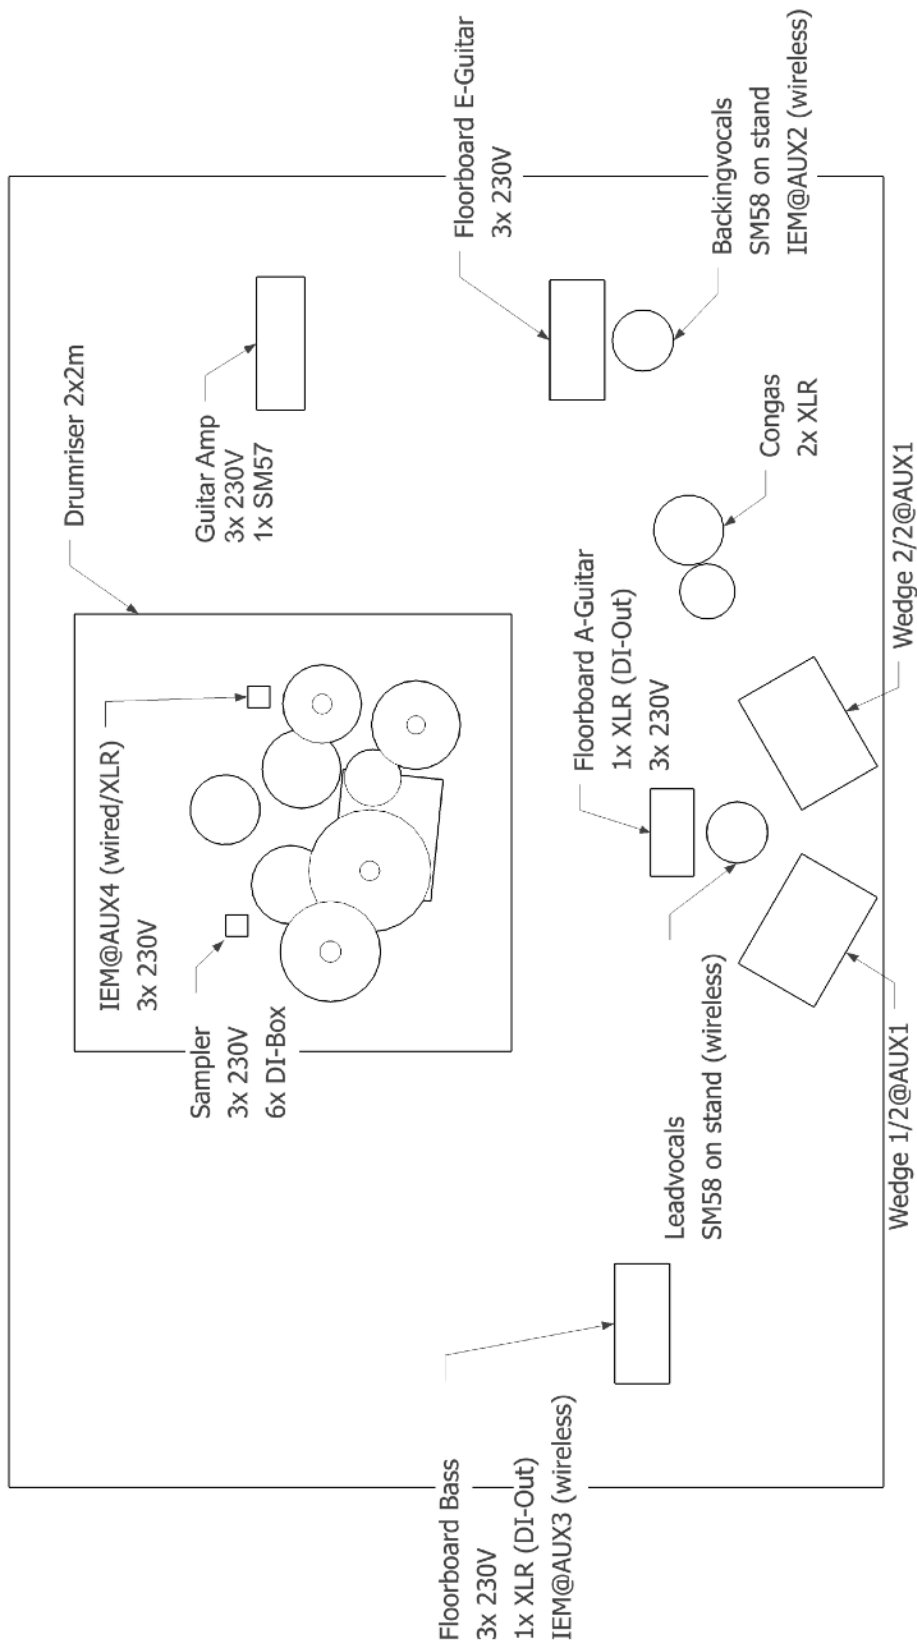 Floorboard Bass
3x 230V
1x XLR (DI-Out)
IEM@AUX3 (wireless)
Sampler
3x 230V
6x DI-Box
IEM@AUX4 (wired/XLR)
3x 230V
Drumriser 2x2m
Guitar Amp
3x 230V
1x SM57
Floorboard E-Guitar
3x 230V
Leadvocals
SM58 on stand (wireless)
Floorboard A-Guitar
1x XLR (DI-Out)
3x 230V
Congas
2x XLR
Backingvocals
SM58 on stand
IEM@AUX2 (wireless)
Wedge 1/2@AUX1
Wedge 2/2@AUX1